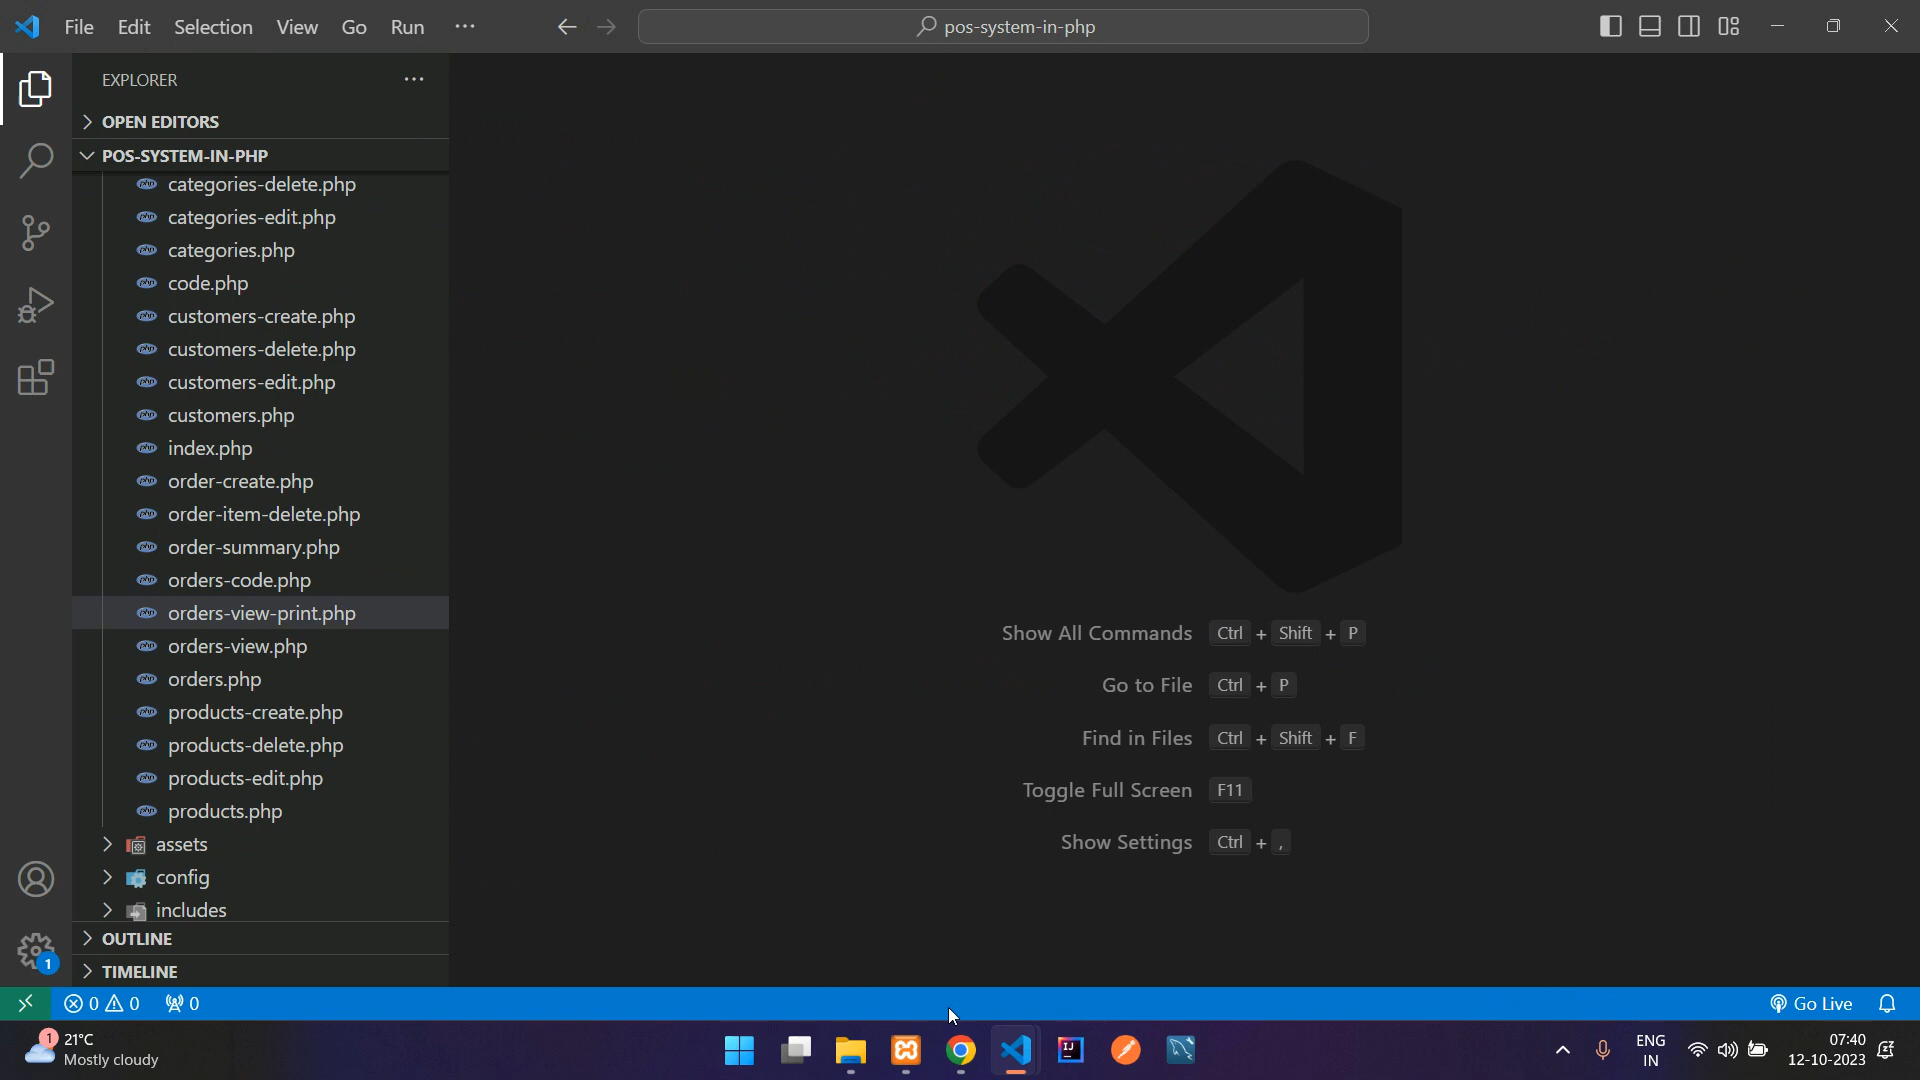 File Edit Selection View Go Run ···
pos-system-in-php
EXPLORER ···
OPEN EDITORS
POS-SYSTEM-IN-PHP
categories-delete.php
categories-edit.php
categories.php
code.php
customers-create.php
customers-delete.php
customers-edit.php
customers.php
index.php
order-create.php
order-item-delete.php
order-summary.php
orders-code.php
orders-view-print.php
orders-view.php
orders.php
products-create.php
products-delete.php
products-edit.php
products.php
assets
config
includes
OUTLINE
TIMELINE
1
Show All Commands Ctrl + Shift + P
Go to File Ctrl + P
Find in Files Ctrl + Shift + F
Toggle Full Screen F11
Show Settings Ctrl + ,
0 0 0
Go Live
1
21°C
Mostly cloudy
IJ
ENG
IN
07:40
12-10-2023